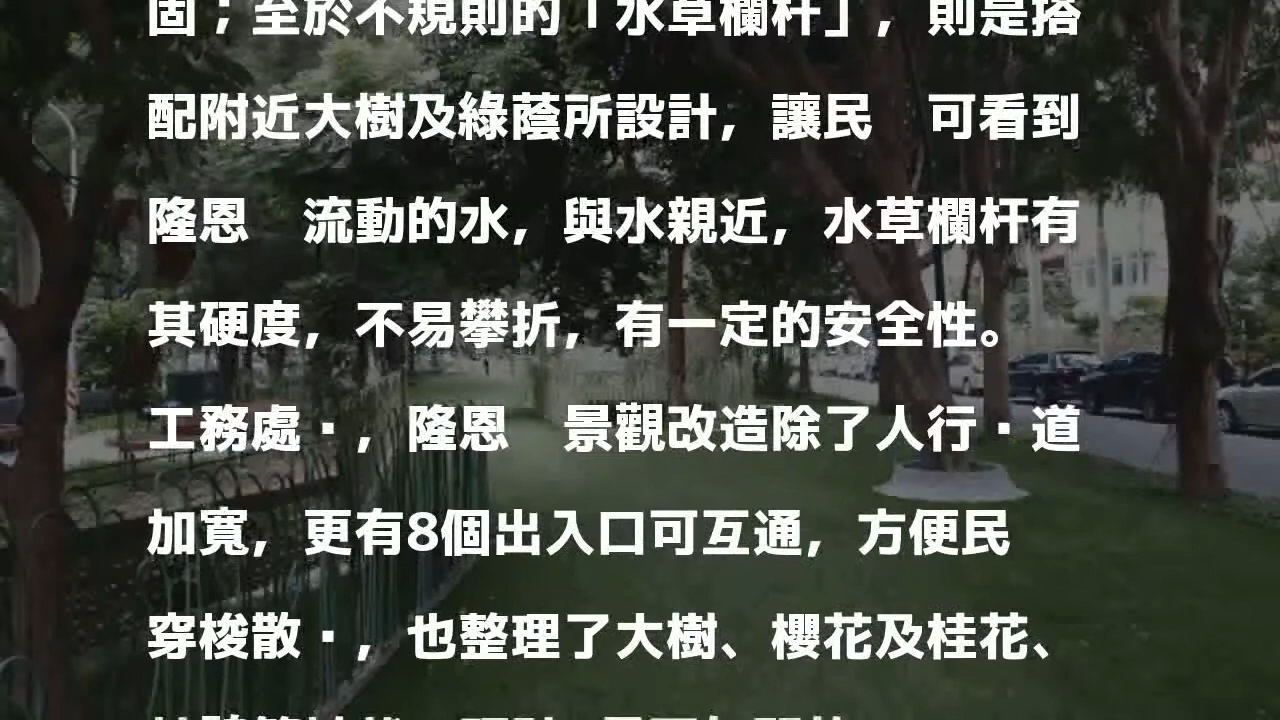 固；至於不規則的「水草欄杆」，則是搭
配附近大樹及綠蔭所設計，讓民　可看到
隆恩　流動的水，與水親近，水草欄杆有
其硬度，不易攀折，有一定的安全性。
工務處·，隆恩　景觀改造除了人行·道
加寬，更有8個出入口可互通，方便民
穿梭散·，也整理了大樹、櫻花及桂花、